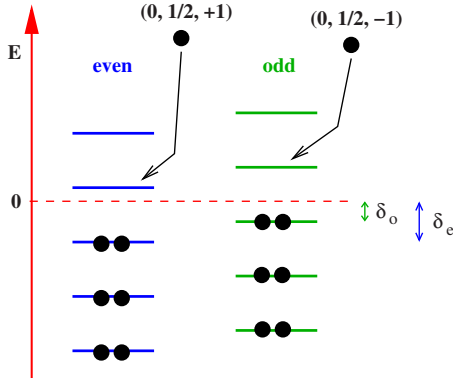 (0, 1/2, +1)
(0, 1/2, −1)
E
even
odd
0
δo
δe